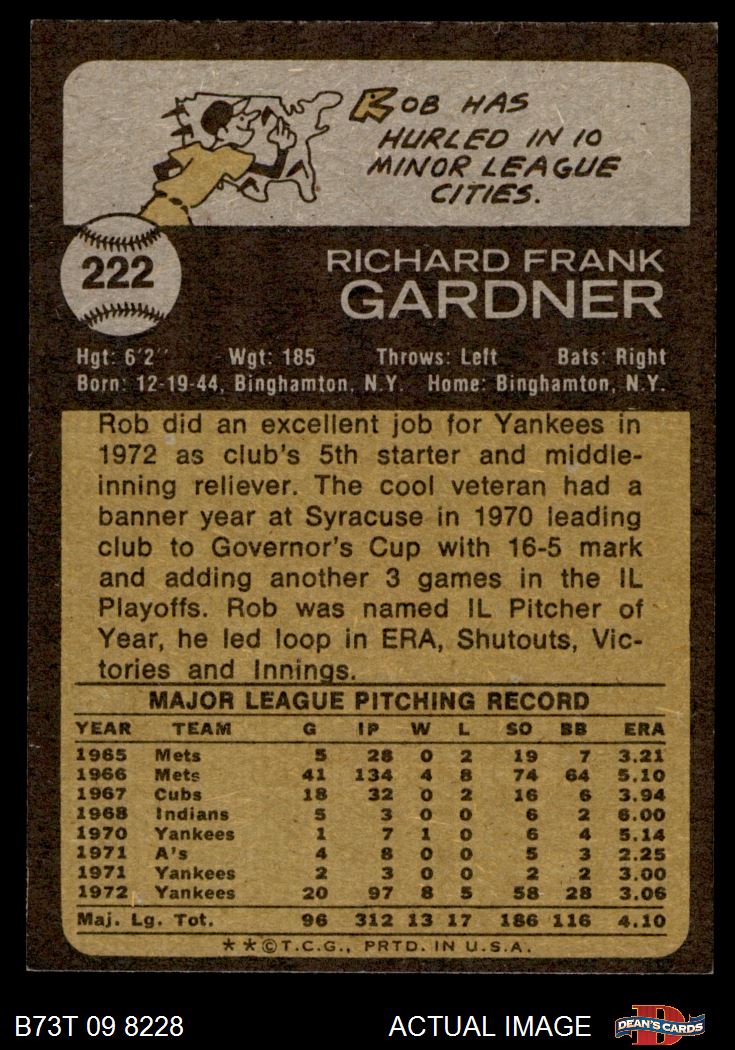 ROB HAS
HURLED IN 10
MINOR LEAGUE
CITIES.
222
RICHARD FRANK
GARDNER
Hgt: 6'2" Wgt: 185 Throws: Left Bats: Right
Born: 12-19-44, Binghamton, N.Y. Home: Binghamton, N.Y.
Rob did an excellent job for Yankees in
1972 as club's 5th starter and middle-
inning reliever. The cool veteran had a
banner year at Syracuse in 1970 leading
club to Governor's Cup with 16-5 mark
and adding another 3 games in the IL
Playoffs. Rob was named IL Pitcher of
Year, he led loop in ERA, Shutouts, Vic-
tories and Innings.
MAJOR LEAGUE PITCHING RECORD
YEAR TEAM G IP W L SO BB ERA
1965 Mets 5 28 0 2 19 7 3.21
1966 Mets 41 134 4 8 74 64 5.10
1967 Cubs 18 32 0 2 16 6 3.94
1968 Indians 5 3 0 0 6 2 6.00
1970 Yankees 1 7 1 0 6 4 5.14
1971 A's 4 8 0 0 5 3 2.25
1971 Yankees 2 3 0 0 2 2 3.00
1972 Yankees 20 97 8 5 58 28 3.06
Maj. Lg. Tot. 96 312 13 17 186 116 4.10
**©T.C.G., PRTD. IN U.S.A.
B73T 09 8228 ACTUAL IMAGE DEAN'S CARDS